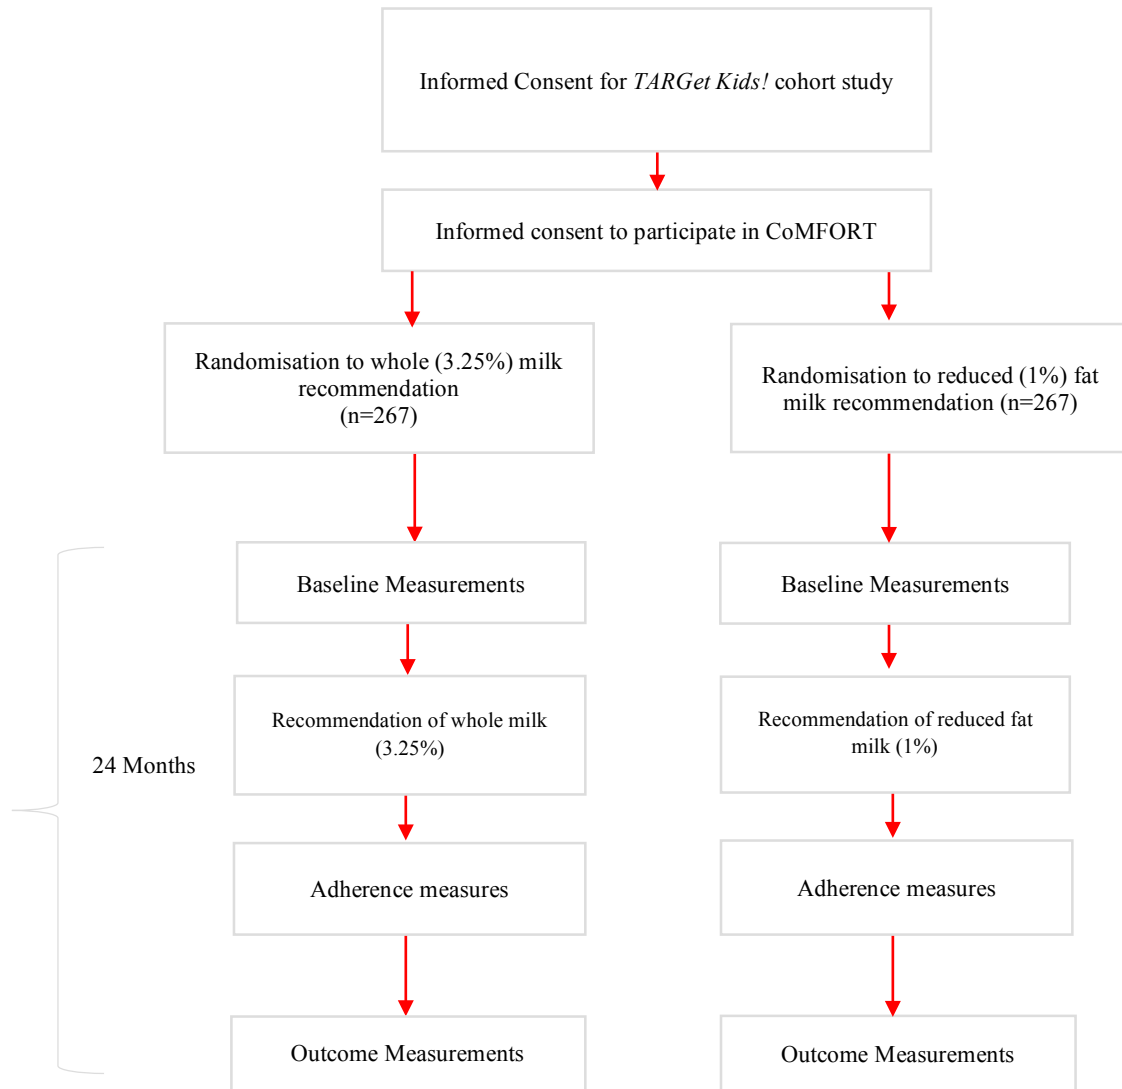 Informed Consent for TARGet Kids! cohort study
Informed consent to participate in CoMFORT
Randomisation to whole (3.25%) milk
recommendation
(n=267)
Randomisation to reduced (1%) fat
milk recommendation (n=267)
Baseline Measurements
Baseline Measurements
Recommendation of whole milk
(3.25%)
Recommendation of reduced fat
milk (1%)
24 Months
Adherence measures
Adherence measures
Outcome Measurements
Outcome Measurements